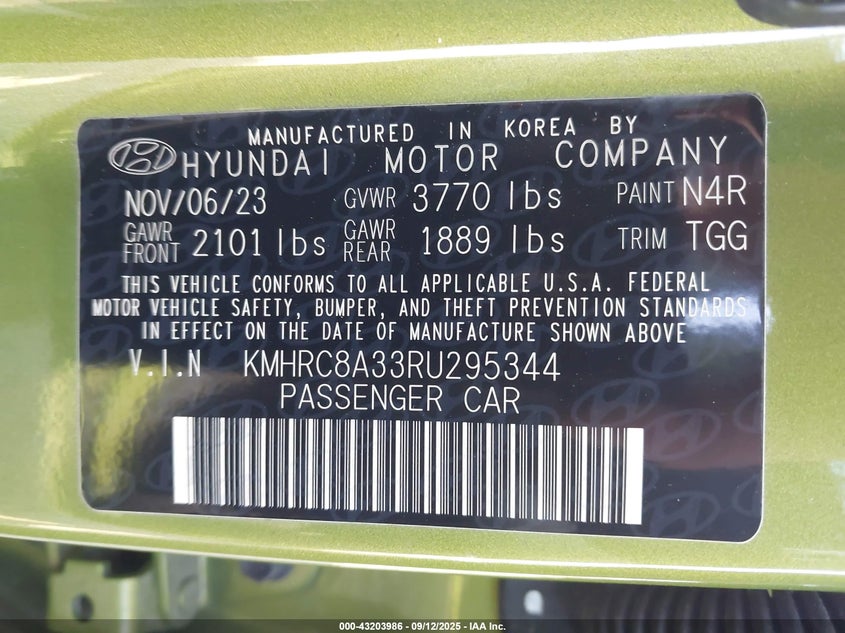 MANUFACTURED IN KOREA BY
HYUNDAI MOTOR COMPANY
NOV/06/23 GVWR 3770 lbs PAINT N4R
GAWR FRONT 2101 lbs GAWR REAR 1889 lbs TRIM TGG
THIS VEHICLE CONFORMS TO ALL APPLICABLE U.S.A. FEDERAL
MOTOR VEHICLE SAFETY, BUMPER, AND THEFT PREVENTION STANDARDS
IN EFFECT ON THE DATE OF MANUFACTURE SHOWN ABOVE
V.I.N KMHRC8A33RU295344
PASSENGER CAR
000-43203986 - 09/12/2025 - IAA Inc.